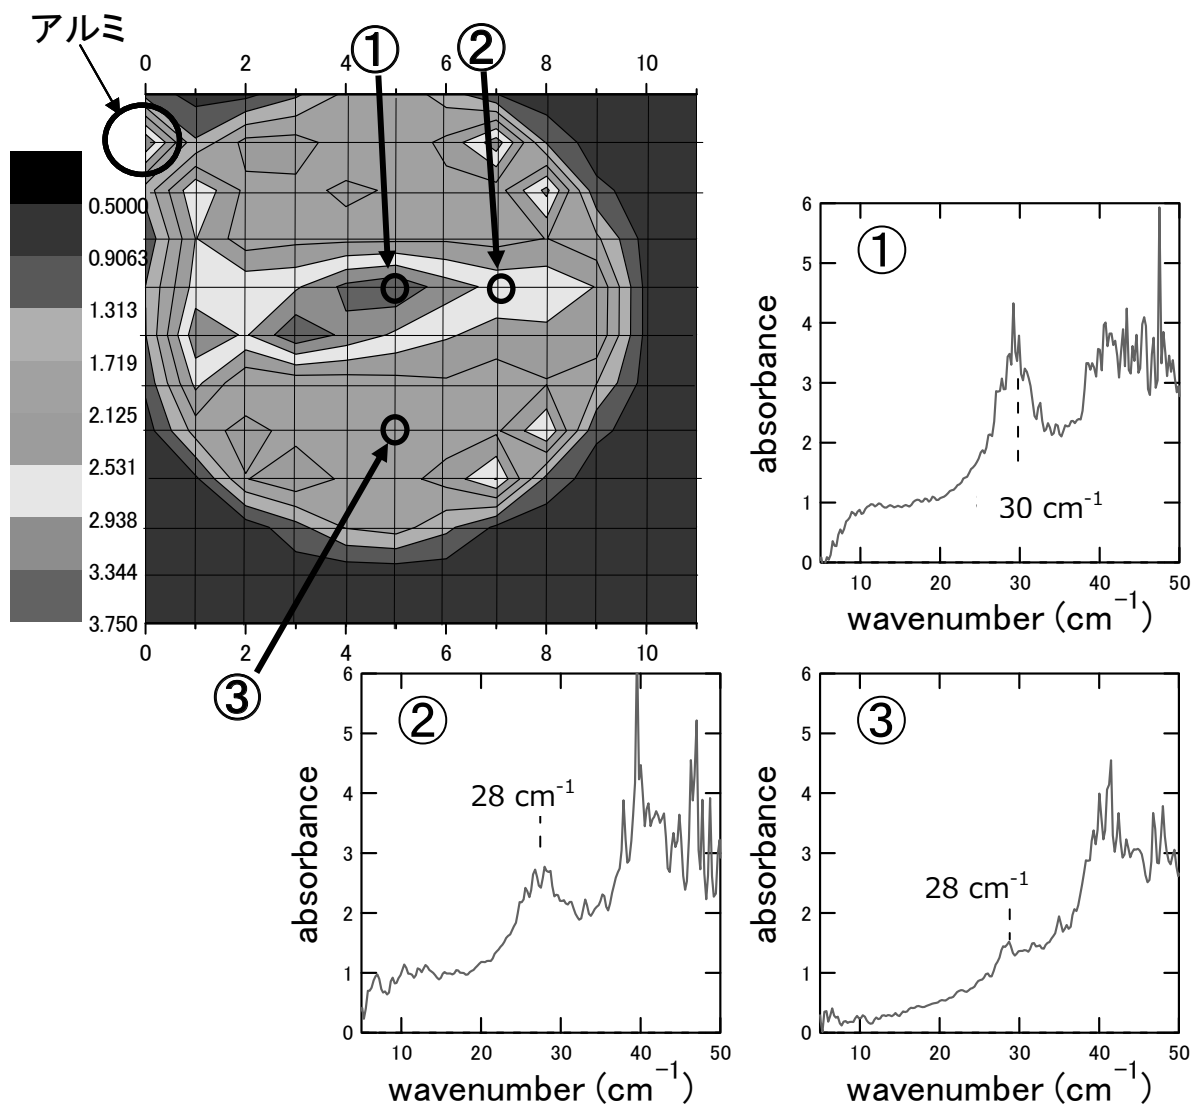 アルミ
① ②
0 2 4 6 8 10
0.5000
0.9063
1.313
1.719
2.125
2.531
2.938
3.344
3.750
0 2 4 6 8 10
③
①
absorbance
6
5
4
3
2
1
0
30 cm-1
10 20 30 40 50
wavenumber (cm−1)
②
absorbance
6
5
4
3
2
1
0
28 cm-1
10 20 30 40 50
wavenumber (cm−1)
③
absorbance
6
5
4
3
2
1
0
28 cm-1
10 20 30 40 50
wavenumber (cm−1)